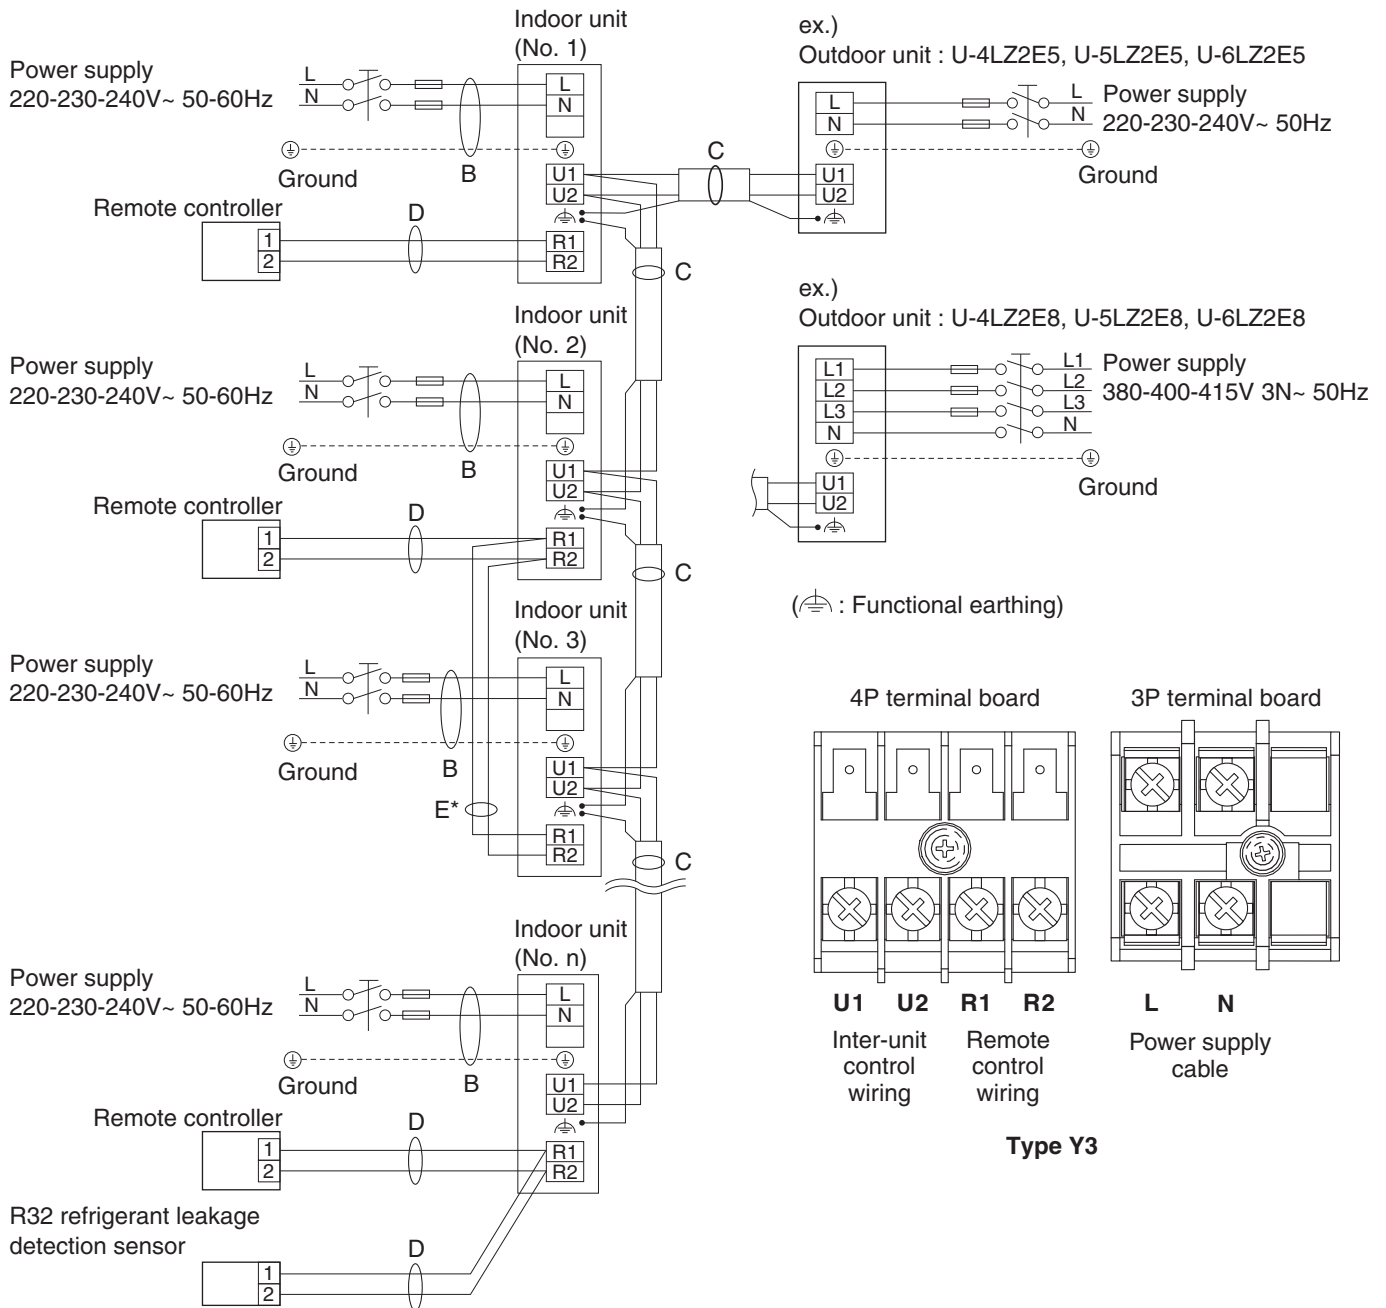 Indoor unit
(No. 1)
Power supply
220-230-240V~ 50-60Hz
L
N
L
N
Ground
B
U1
U2
Remote controller
D
1
2
R1
R2
C
C
ex.)
Outdoor unit : U-4LZ2E5, U-5LZ2E5, U-6LZ2E5
L
N
L
N
Power supply
220-230-240V~ 50Hz
Ground
U1
U2
Indoor unit
(No. 2)
Power supply
220-230-240V~ 50-60Hz
L
N
L
N
Ground
B
U1
U2
Remote controller
D
1
2
R1
R2
C
ex.)
Outdoor unit : U-4LZ2E8, U-5LZ2E8, U-6LZ2E8
L1
L2
L3
N
L1
L2
L3
N
Power supply
380-400-415V 3N~ 50Hz
Ground
U1
U2
( : Functional earthing)
Indoor unit
(No. 3)
Power supply
220-230-240V~ 50-60Hz
L
N
L
N
Ground
B
U1
U2
E*
R1
R2
C
Indoor unit
(No. n)
Power supply
220-230-240V~ 50-60Hz
L
N
L
N
Ground
B
U1
U2
Remote controller
D
1
2
R1
R2
R32 refrigerant leakage
detection sensor
D
1
2
4P terminal board
U1 U2 R1 R2
Inter-unit
control
wiring
Remote
control
wiring
3P terminal board
L N
Power supply
cable
Type Y3